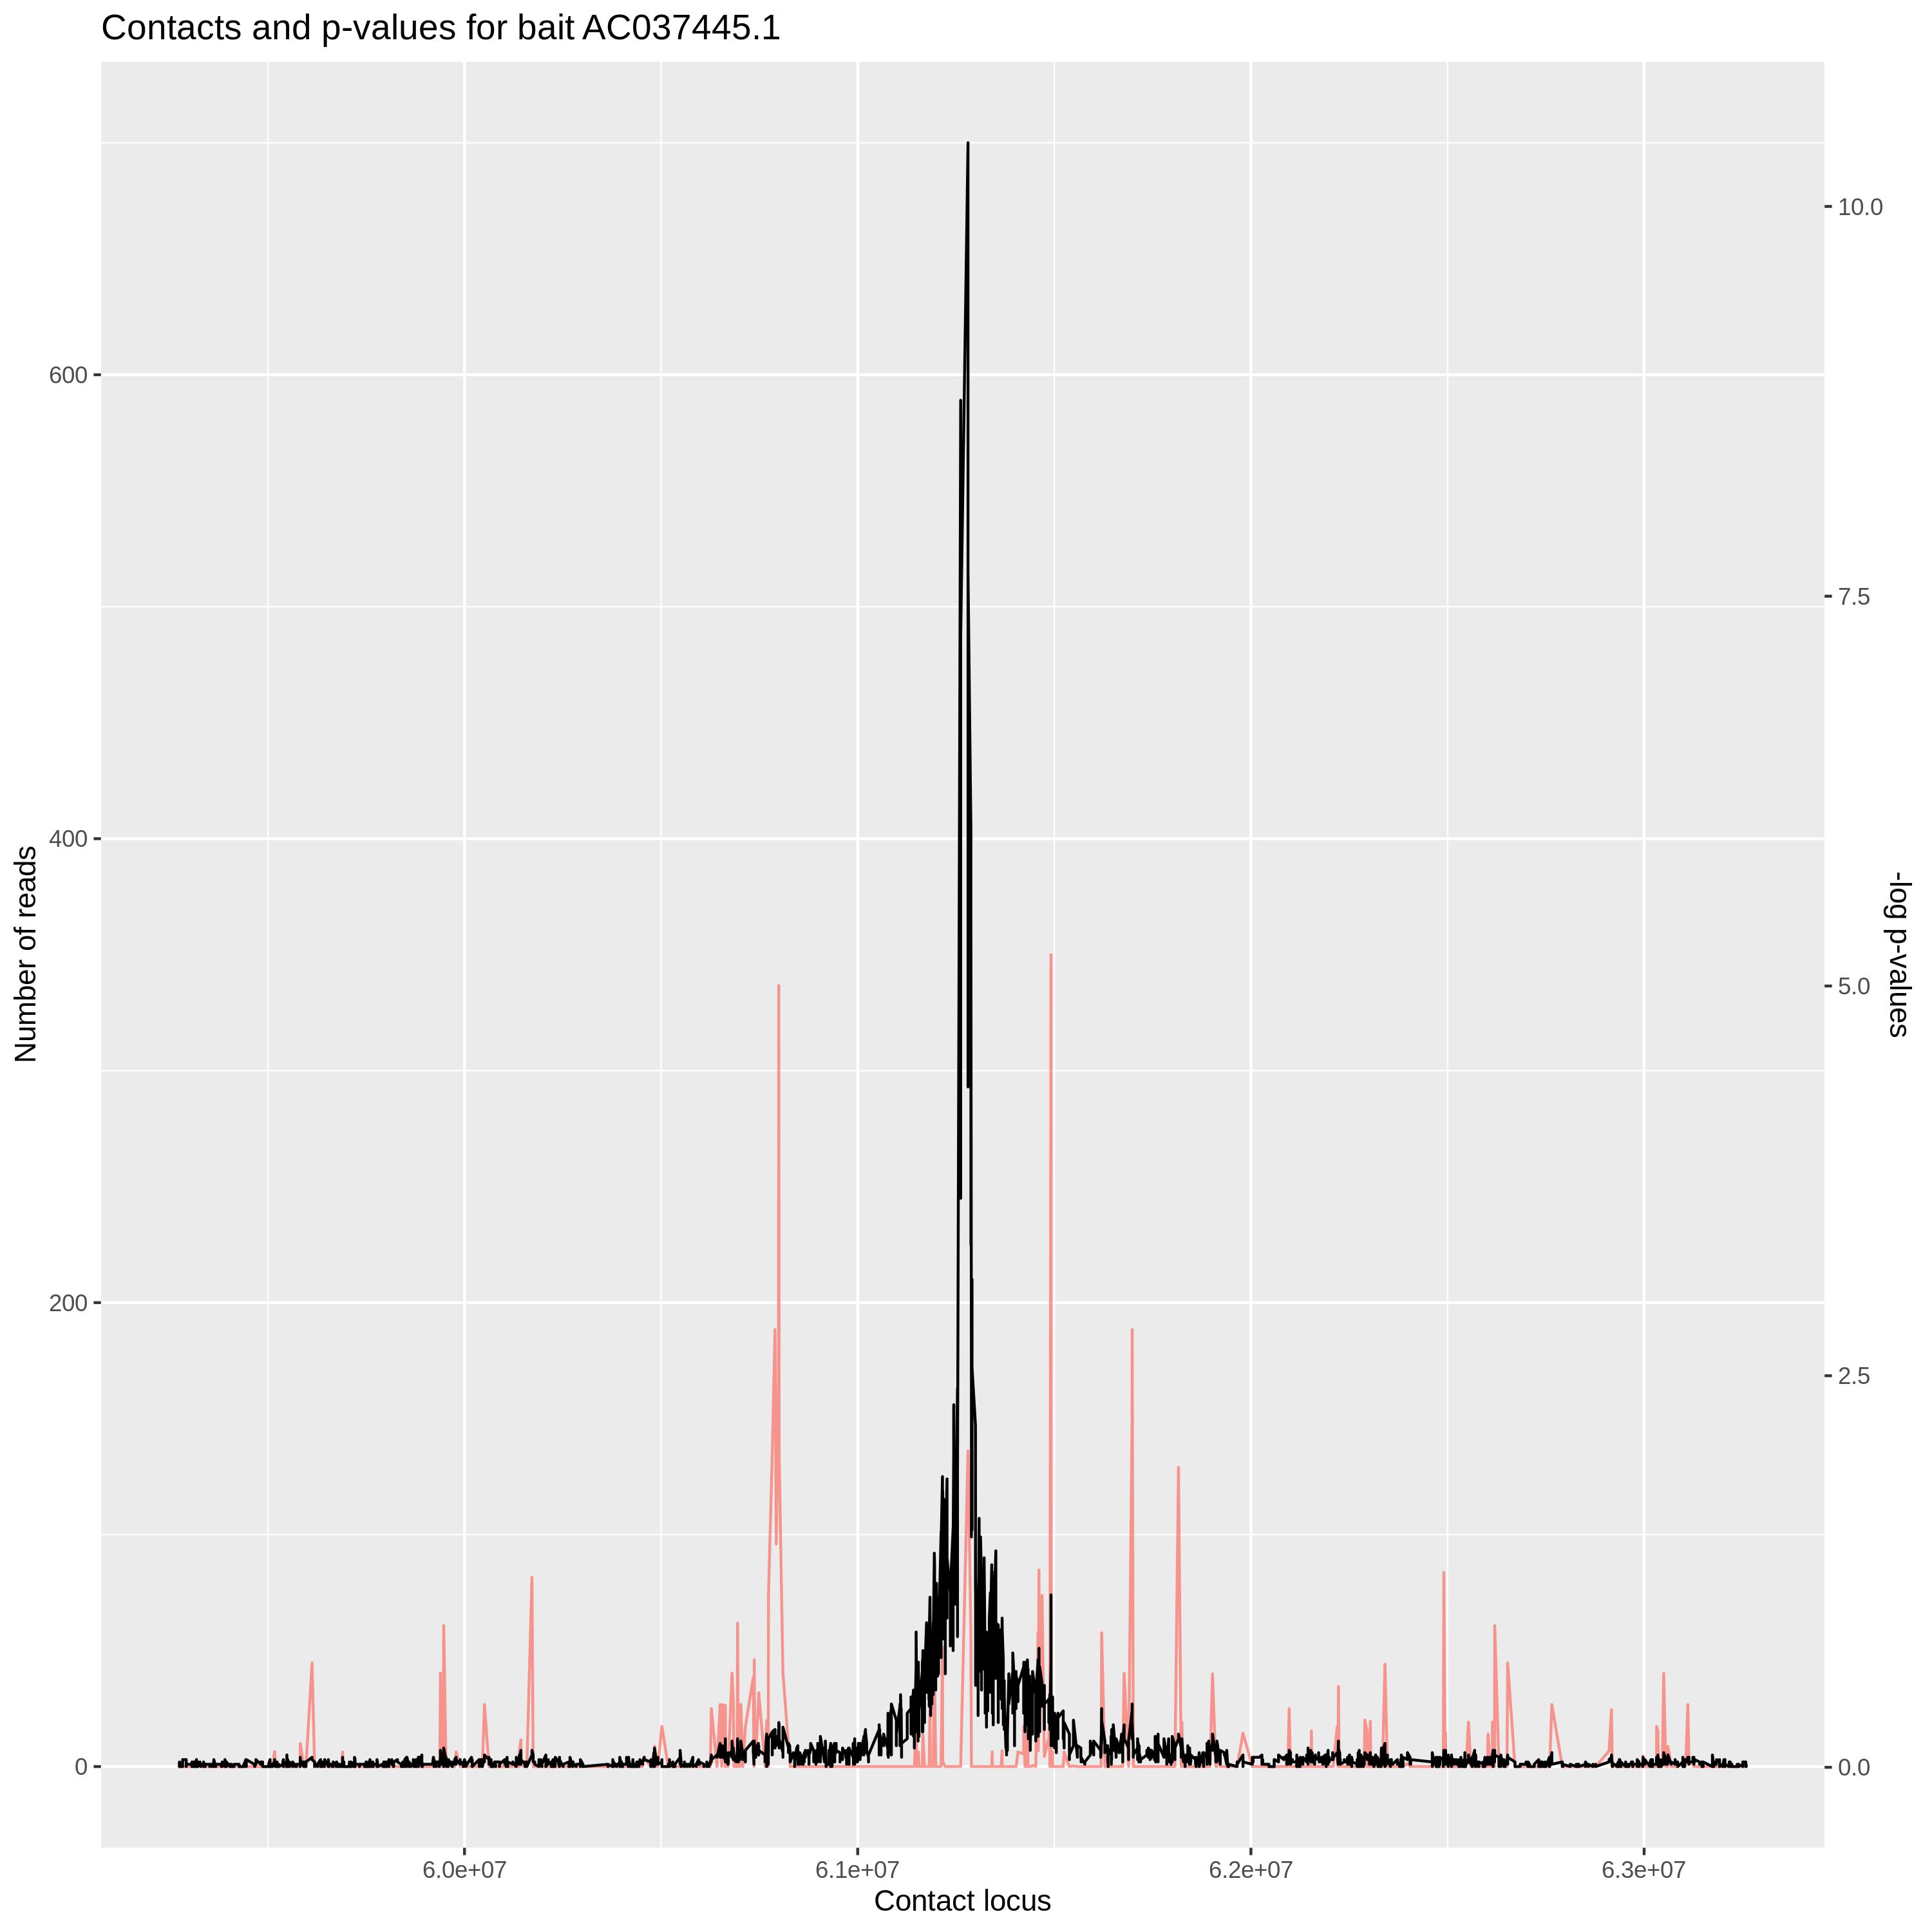 Contacts and p-values for bait AC037445.1
Number of reads
600
400
200
0
10.0
7.5
5.0
2.5
0.0
-log p-values
6.0e+07 6.1e+07 6.2e+07 6.3e+07
Contact locus